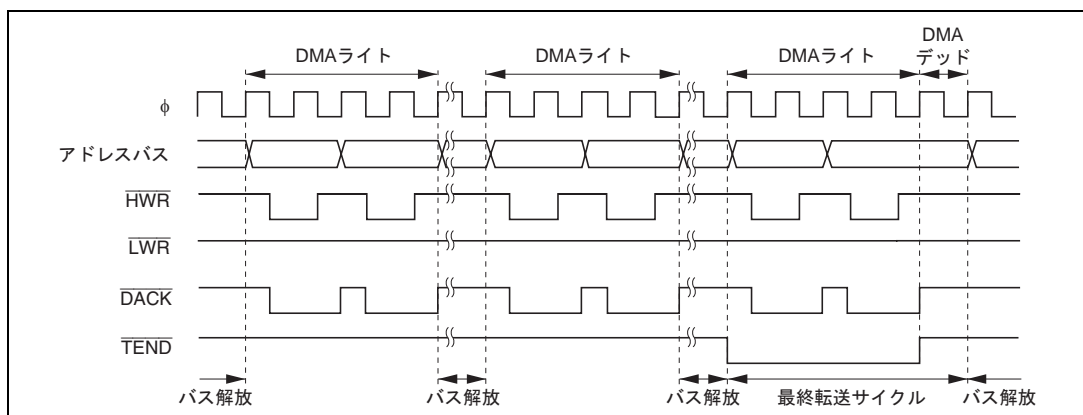 DMAライト
DMAライト
DMAライト
DMA
デッド
φ
アドレスバス
HWR
LWR
DACK
TEND
バス解放
バス解放
バス解放
最終転送サイクル
バス解放